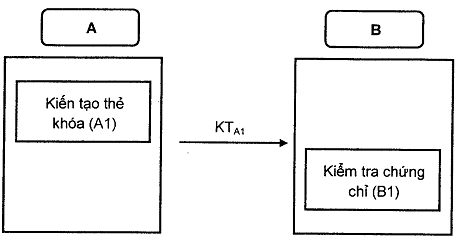 A
B
Kiến tạo thẻ
khóa (A1)
KTA1
Kiểm tra chứng
chỉ (B1)